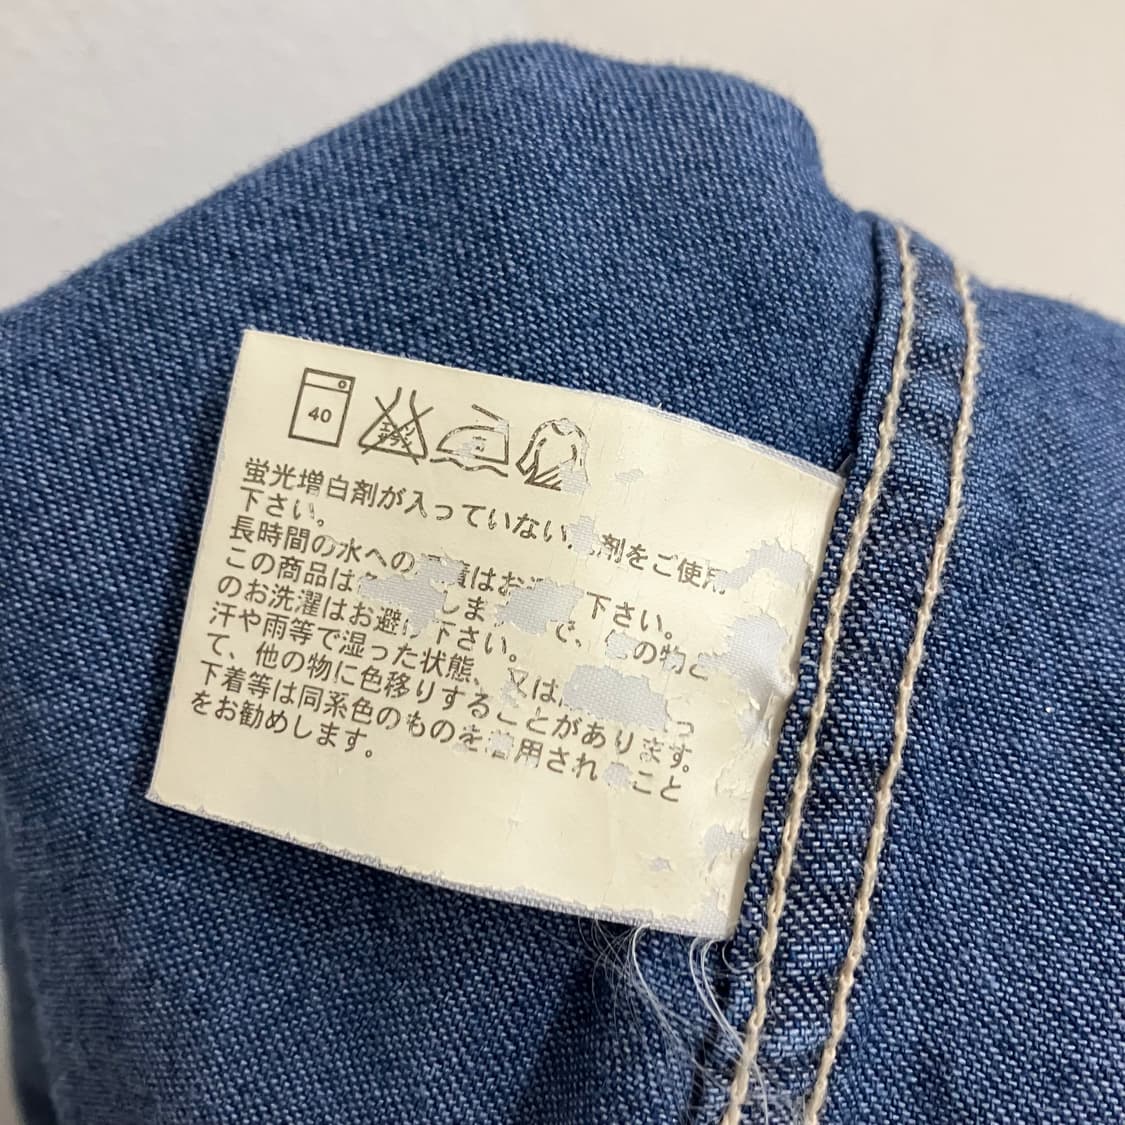 40
蛍光増白剤が入っていない 剤をご使用
下さい。
長時間の水への はお 下さい。
この商品は しま で、 の物と
のお洗濯はお避け下さい。
汗や雨等で湿った状態、又は っ
て、他の物に色移りすることがあります。
下着等は同系色のものを着用され こと
をお勧めします。